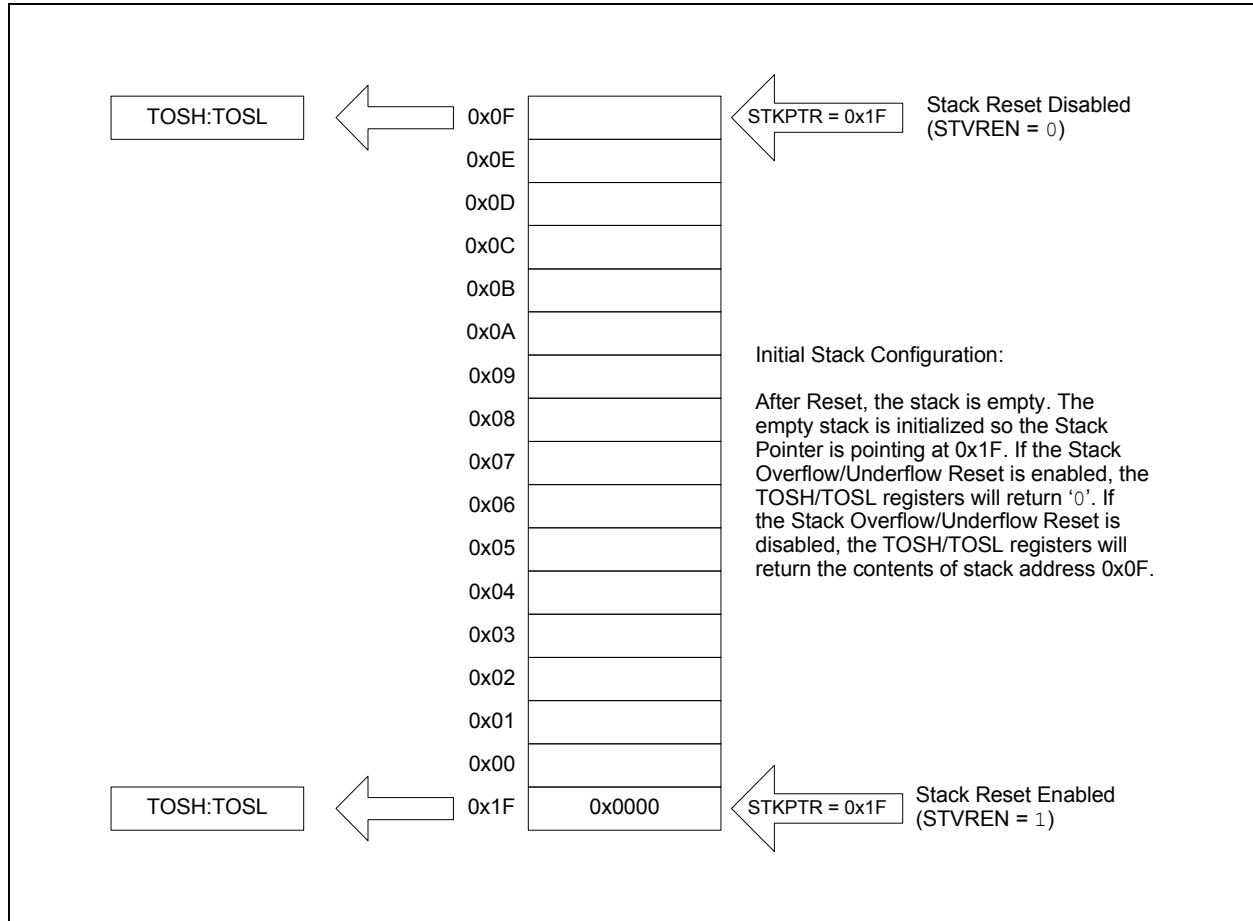 TOSH:TOSL
0x0F
STKPTR = 0x1F
Stack Reset Disabled
(STVREN = 0)
0x0E
0x0D
0x0C
0x0B
0x0A
0x09
0x08
0x07
0x06
0x05
0x04
0x03
0x02
0x01
0x00
Initial Stack Configuration:
After Reset, the stack is empty. The
empty stack is initialized so the Stack
Pointer is pointing at 0x1F. If the Stack
Overflow/Underflow Reset is enabled, the
TOSH/TOSL registers will return ‘0’. If
the Stack Overflow/Underflow Reset is
disabled, the TOSH/TOSL registers will
return the contents of stack address 0x0F.
TOSH:TOSL
0x1F
0x0000
STKPTR = 0x1F
Stack Reset Enabled
(STVREN = 1)